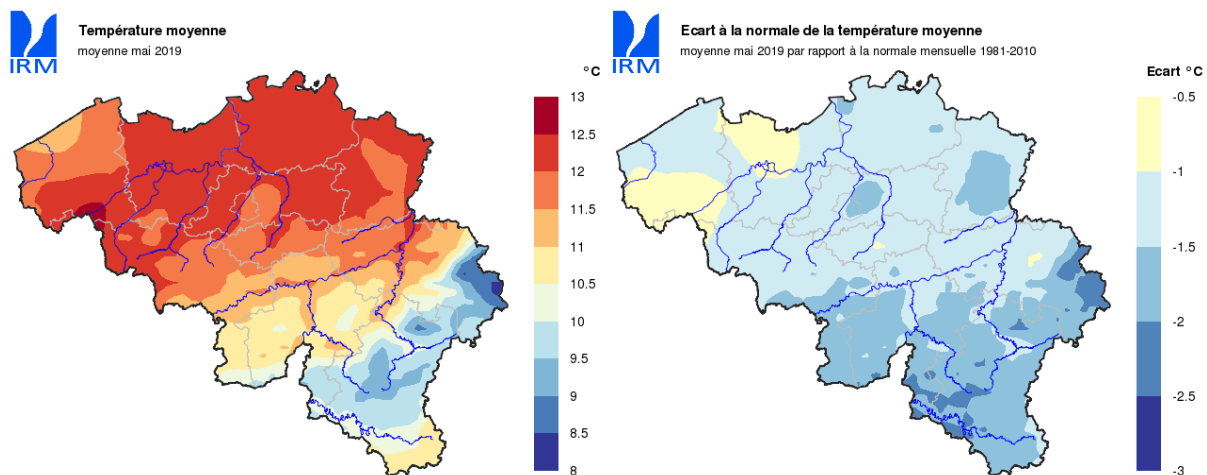 IRM
Température moyenne
moyenne mai 2019
°C
13
12.5
12
11.5
11
10.5
10
9.5
9
8.5
8
IRM
Ecart à la normale de la température moyenne
moyenne mai 2019 par rapport à la normale mensuelle 1981-2010
Ecart °C
-0.5
-1
-1.5
-2
-2.5
-3